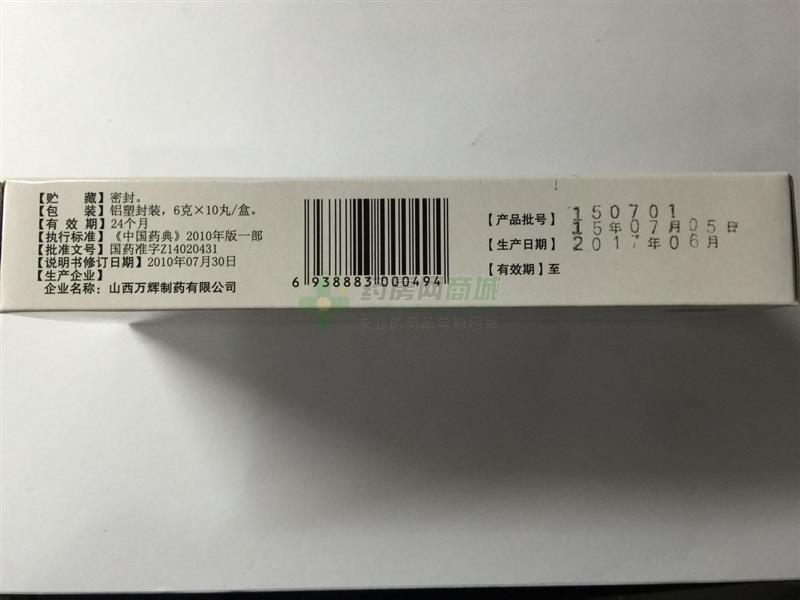 【贮　　藏】密封。
【包　　装】铝塑封装，6克×10丸/盒。
【有 效 期】24个月
【执行标准】《中国药典》2010年版一部
【批准文号】国药准字Z14020431
【说明书修订日期】2010年07月30日
【生产企业】
企业名称：山西万辉制药有限公司
6 938883 000494
【产品批号】 150701
【生产日期】 15年07月05日
【有效期】至 2017年06月
药房网商城
专业的药品导购网站